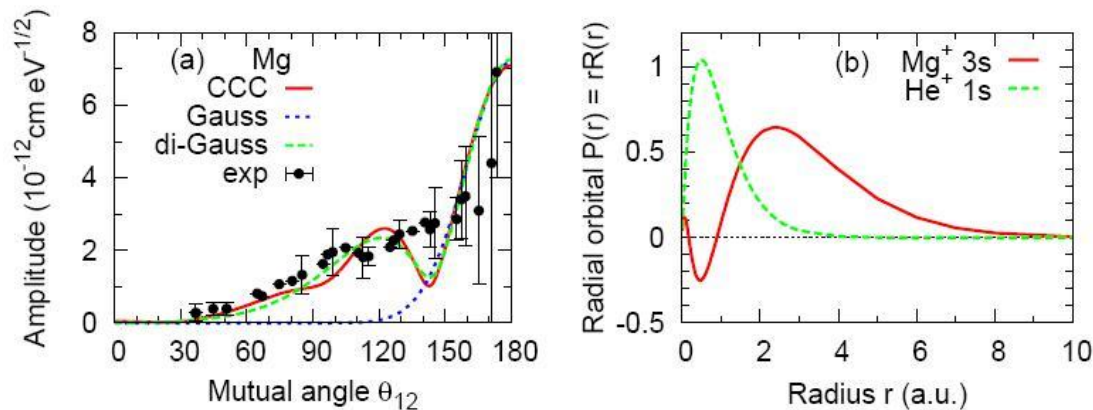 Amplitude (10⁻¹²cm eV⁻¹/²)
8
6
4
2
0
(a) Mg
CCC
Gauss
di-Gauss
exp
0 30 60 90 120 150 180
Mutual angle θ₁₂
Radial orbital P(r) = rR(r)
1
0.5
0
-0.5
(b) Mg⁺ 3s
He⁺ 1s
0 2 4 6 8 10
Radius r (a.u.)